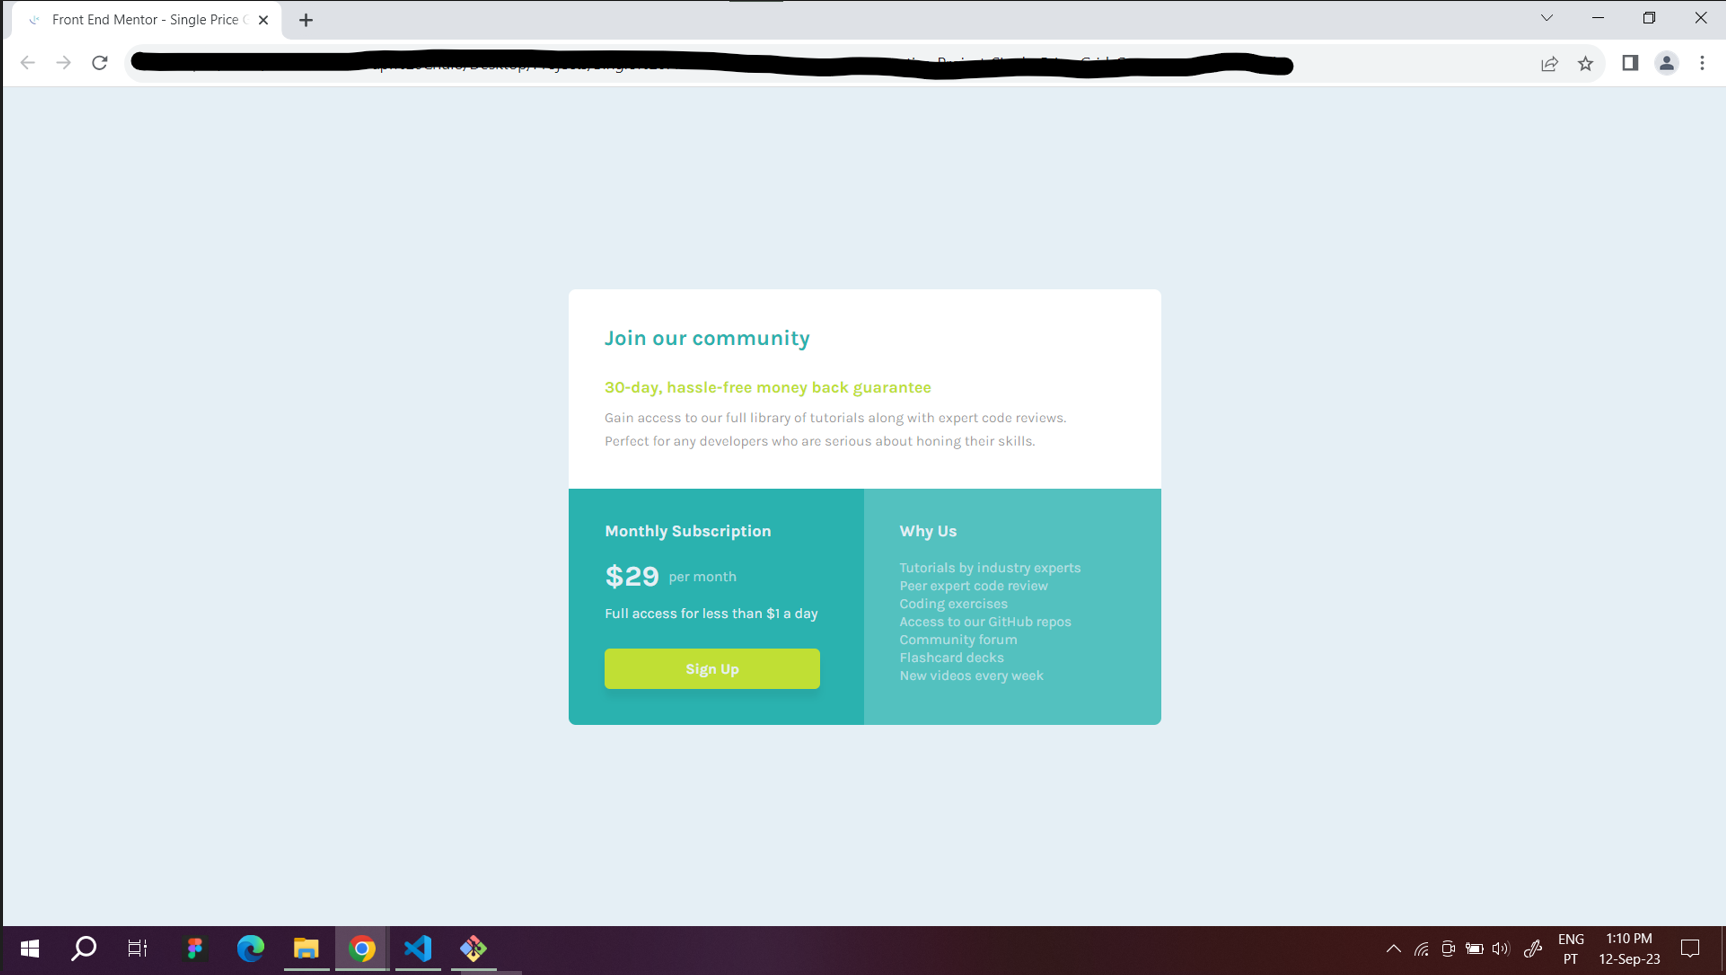 Front End Mentor - Single Price
Join our community
30-day, hassle-free money back guarantee
Gain access to our full library of tutorials along with expert code reviews.
Perfect for any developers who are serious about honing their skills.
Monthly Subscription
$29 per month
Full access for less than $1 a day
Sign Up
Why Us
Tutorials by industry experts
Peer expert code review
Coding exercises
Access to our GitHub repos
Community forum
Flashcard decks
New videos every week
ENG
PT
1:10 PM
12-Sep-23